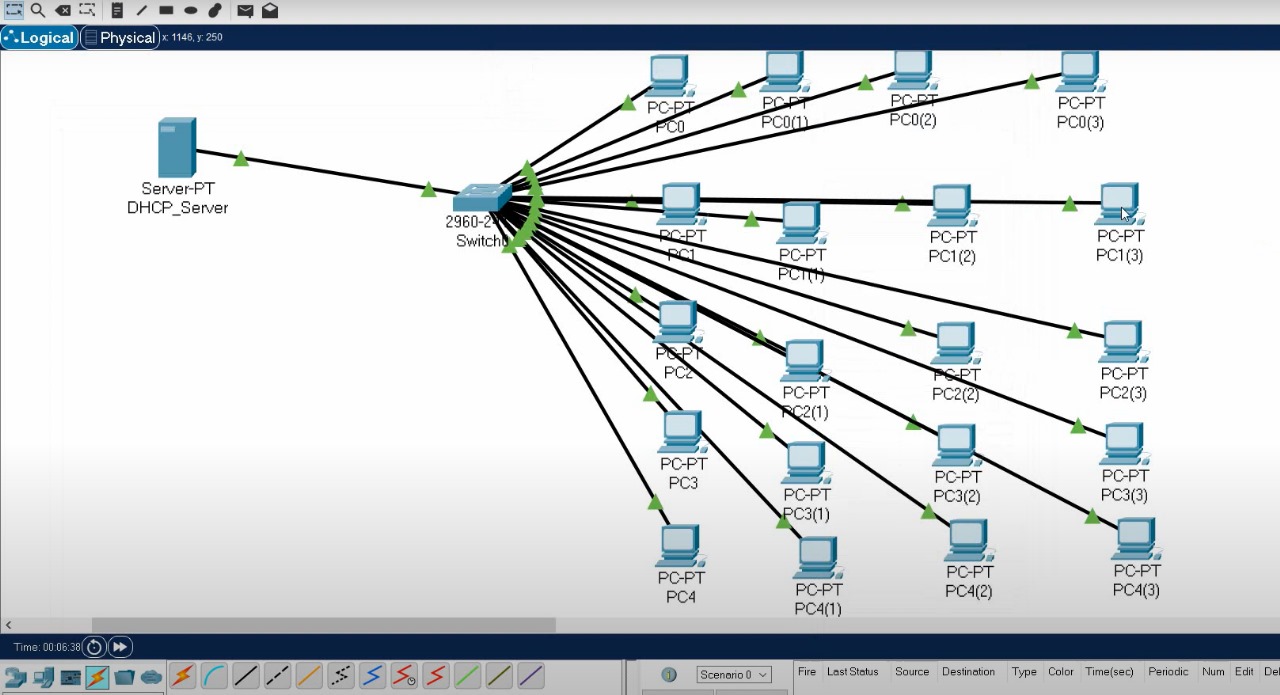 Logical
Physical
x: 1146, y: 250
PC-PT
PC0
PC-PT
PC0(1)
PC-PT
PC0(2)
PC-PT
PC0(3)
Server-PT
DHCP_Server
2960-2
Switch
PC-PT
PC1
PC-PT
PC1(1)
PC-PT
PC1(2)
PC-PT
PC1(3)
PC-PT
PC2
PC-PT
PC2(1)
PC-PT
PC2(2)
PC-PT
PC2(3)
PC-PT
PC3
PC-PT
PC3(1)
PC-PT
PC3(2)
PC-PT
PC3(3)
PC-PT
PC4
PC-PT
PC4(1)
PC-PT
PC4(2)
PC-PT
PC4(3)
Time: 00:06:38
Scenario 0
Fire Last Status Source Destination Type Color Time(sec) Periodic Num Edit De